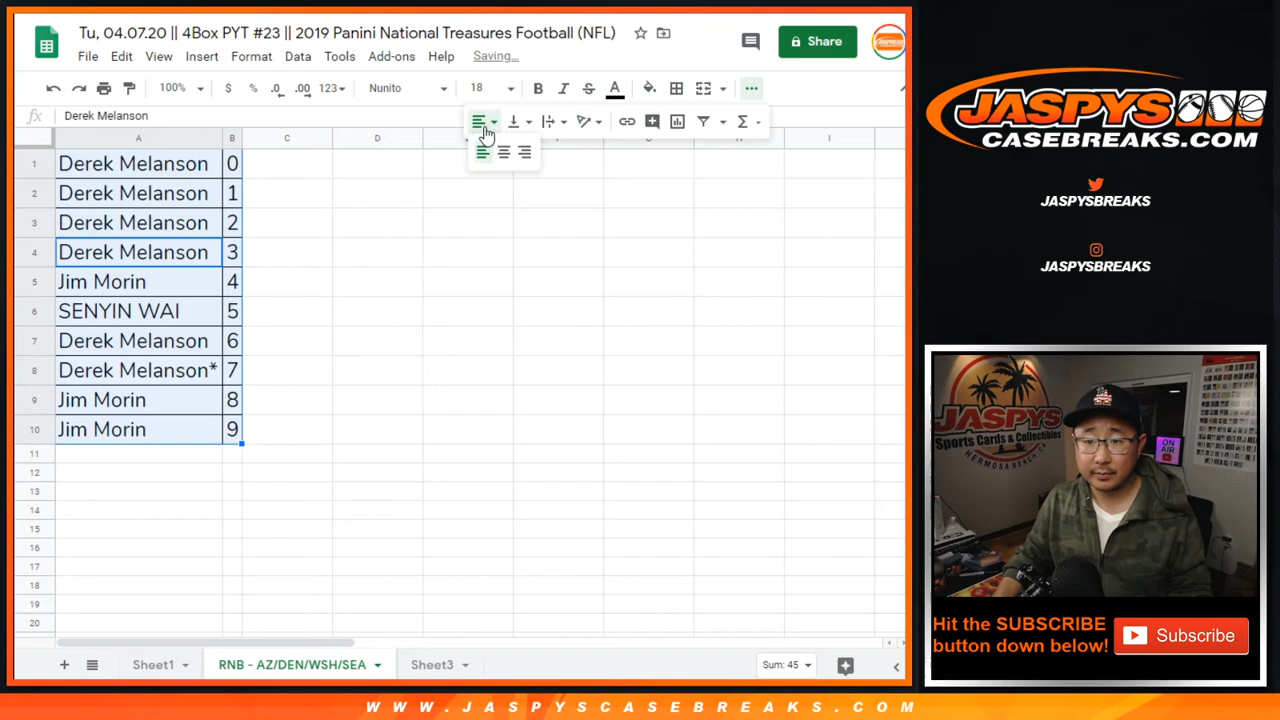 Tu, 04.07.20 || 4Box PYT #23 || 2019 Panini National Treasures Football (NFL)
File Edit View Insert Format Data Tools Add-ons Help Saving...
Share
100% $ % .0 .00 123 Nunito 18 B I S A
fx Derek Melanson
A B C D I
1 Derek Melanson 0
2 Derek Melanson 1
3 Derek Melanson 2
4 Derek Melanson 3
5 Jim Morin 4
6 SENYIN WAI 5
7 Derek Melanson 6
8 Derek Melanson* 7
9 Jim Morin 8
10 Jim Morin 9
11
12
13
14
15
16
17
18
19
20
Sheet1 RNB - AZ/DEN/WSH/SEA Sheet3 Sum: 45
JASPYS
CASEBREAKS.COM
JASPYSBREAKS
JASPYSBREAKS
JASPYS
Sports Cards & Collectibles
HERMOSA BEACH, CA
ON AIR
Hit the SUBSCRIBE
button down below!
Subscribe
WWW.JASPYSCASEBREAKS.COM